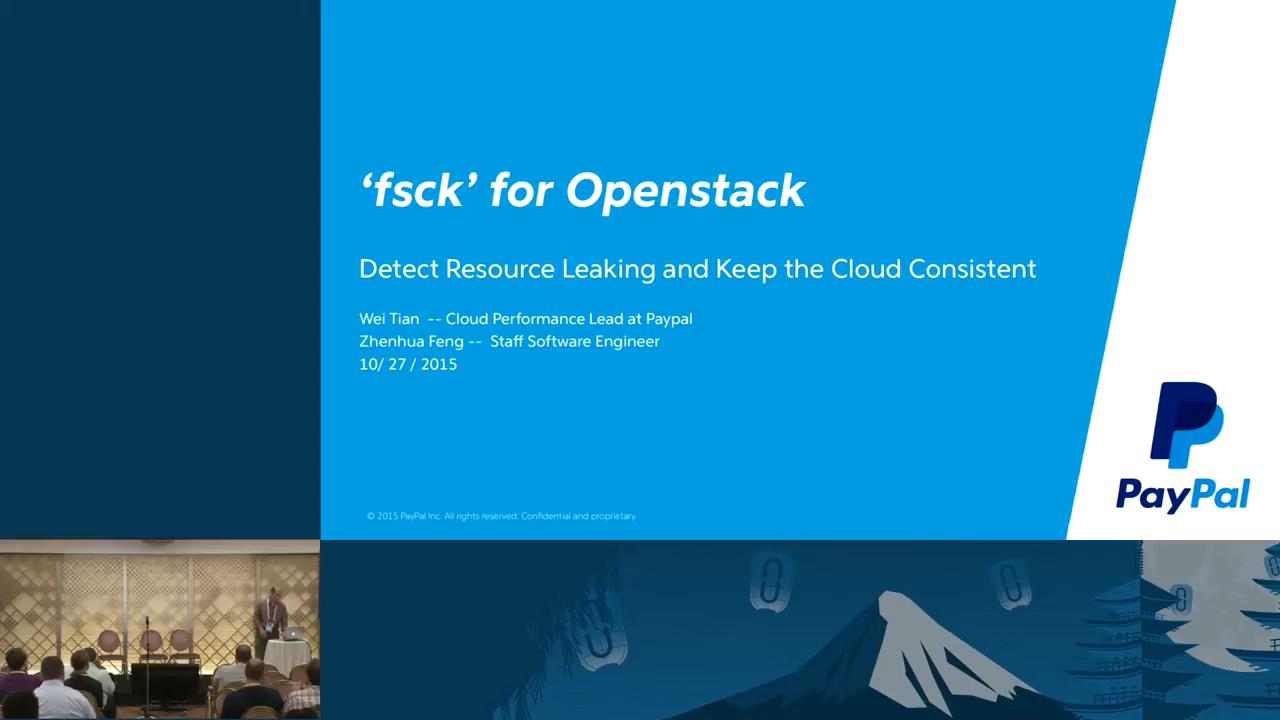 ‘fsck’ for Openstack
Detect Resource Leaking and Keep the Cloud Consistent
Wei Tian -- Cloud Performance Lead at Paypal
Zhenhua Feng -- Staff Software Engineer
10/ 27 / 2015
© 2015 PayPal Inc. All rights reserved. Confidential and proprietary
PayPal